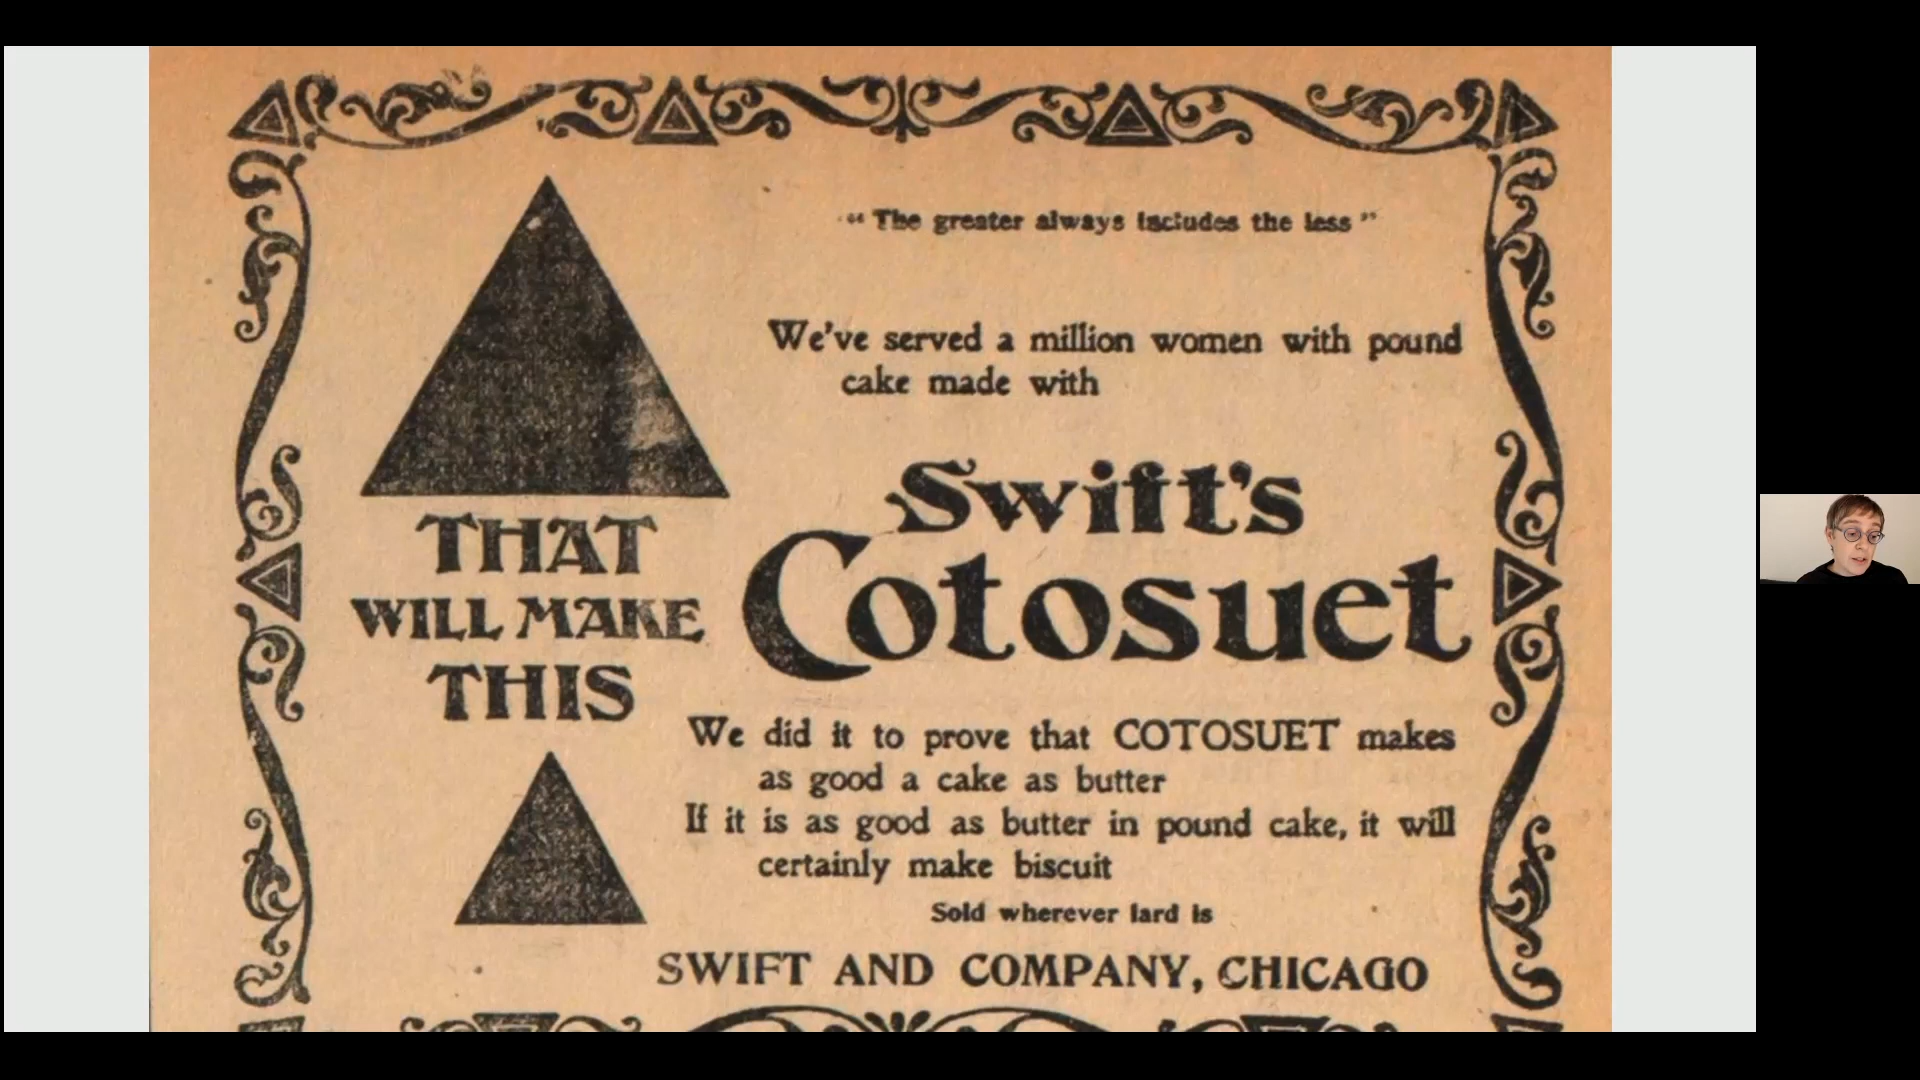 "The greater always includes the less"
We've served a million women with pound
cake made with
Swift's
Cotosuet
THAT
WILL MAKE
THIS
We did it to prove that COTOSUET makes
as good a cake as butter
If it is as good as butter in pound cake, it will
certainly make biscuit
Sold wherever lard is
SWIFT AND COMPANY, CHICAGO